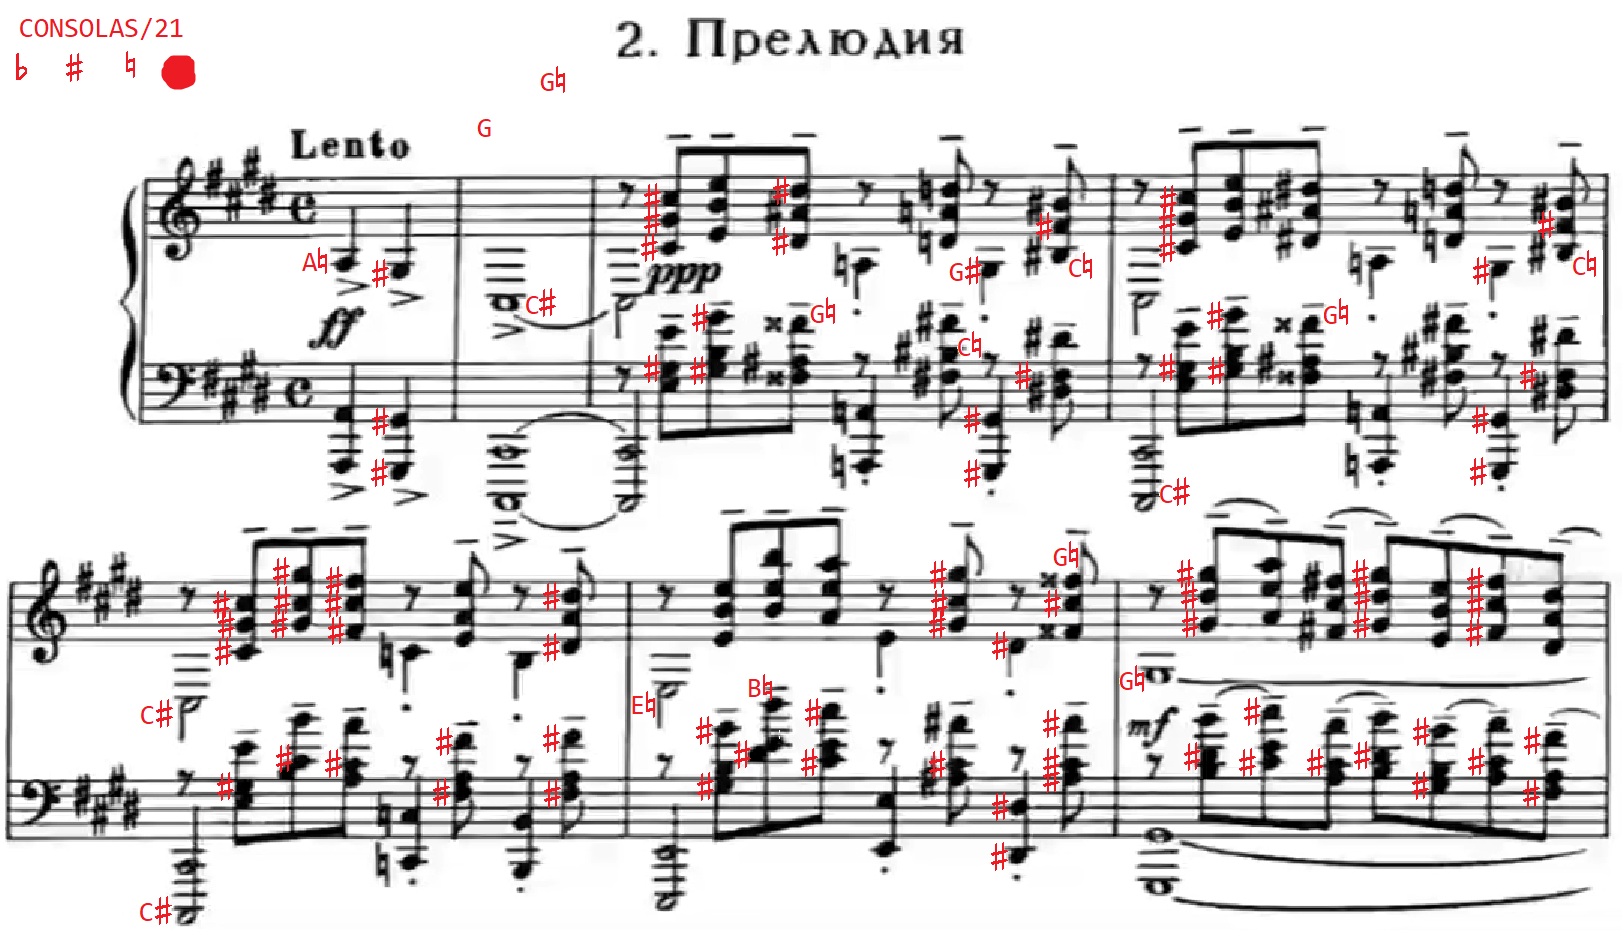 CONSOLAS/21
♭ ♯ ♮
2. Прелюдия
G♮
G
Lento
A♮ ♯
C♯
ppp
G♯ C♮
C♮
ff
G♮
C♮
G♮
C♯
G♮
C♯
E♮
B♮
G♮
mf
C♯